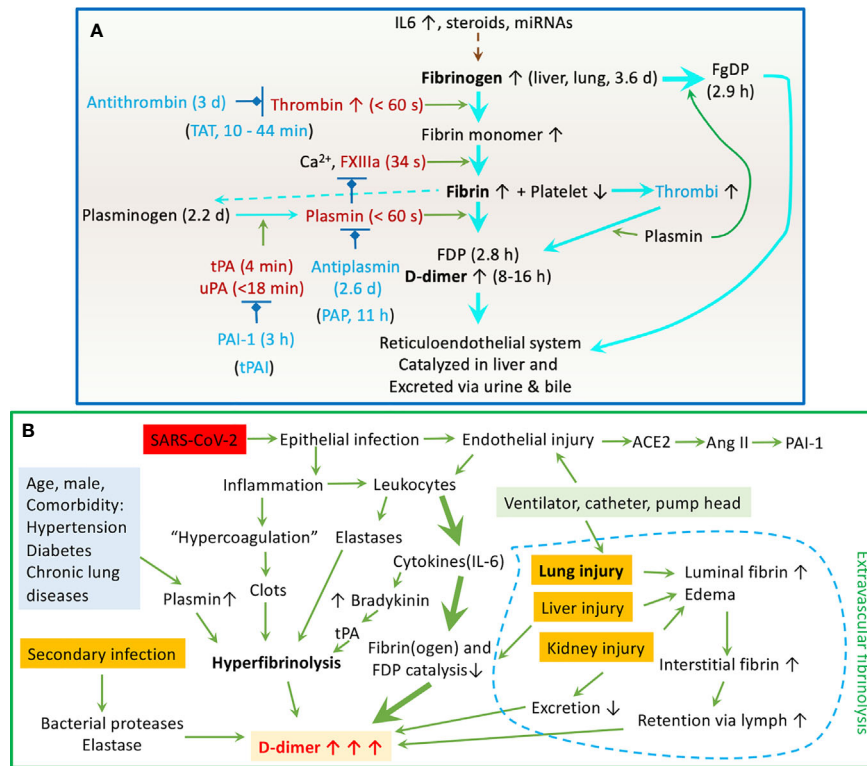 A
IL6 ↑, steroids, miRNAs
Fibrinogen ↑ (liver, lung, 3.6 d)
FgDP
(2.9 h)
Antithrombin (3 d)
Thrombin ↑ (< 60 s)
(TAT, 10 - 44 min)
Fibrin monomer ↑
Ca²⁺, FXIIIa (34 s)
Fibrin ↑ + Platelet ↓
Thrombi ↑
Plasminogen (2.2 d)
Plasmin (< 60 s)
Plasmin
tPA (4 min)
uPA (<18 min)
Antiplasmin
(2.6 d)
(PAP, 11 h)
FDP (2.8 h)
D-dimer ↑ (8-16 h)
PAI-1 (3 h)
(tPAI)
Reticuloendothelial system
Catalyzed in liver and
Excreted via urine & bile
B
SARS-CoV-2
Epithelial infection
Endothelial injury
ACE2
Ang II
PAI-1
Age, male,
Comorbidity:
Hypertension
Diabetes
Chronic lung
diseases
Inflammation
Leukocytes
Ventilator, catheter, pump head
"Hypercoagulation"
Elastases
Cytokines(IL-6)
Clots
Plasmin↑
↑ Bradykinin
tPA
Lung injury
Liver injury
Kidney injury
Luminal fibrin ↑
Edema
Secondary infection
Hyperfibrinolysis
Fibrin(ogen) and
FDP catalysis↓
Interstitial fibrin ↑
Excretion ↓
Retention via lymph ↑
Bacterial proteases
Elastase
D-dimer ↑ ↑ ↑
Extravascular fibrinolysis